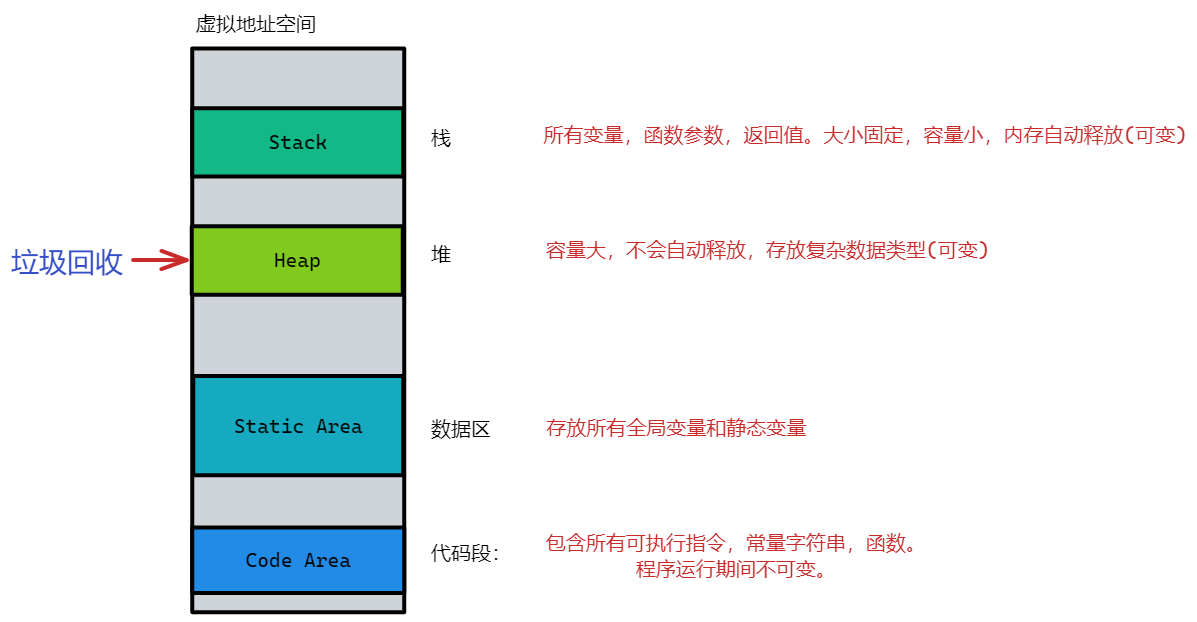 虚拟地址空间
Stack
栈
所有变量，函数参数，返回值。大小固定，容量小，内存自动释放(可变)
垃圾回收
Heap
堆
容量大，不会自动释放，存放复杂数据类型(可变)
Static Area
数据区
存放所有全局变量和静态变量
Code Area
代码段：
包含所有可执行指令，常量字符串，函数。
程序运行期间不可变。